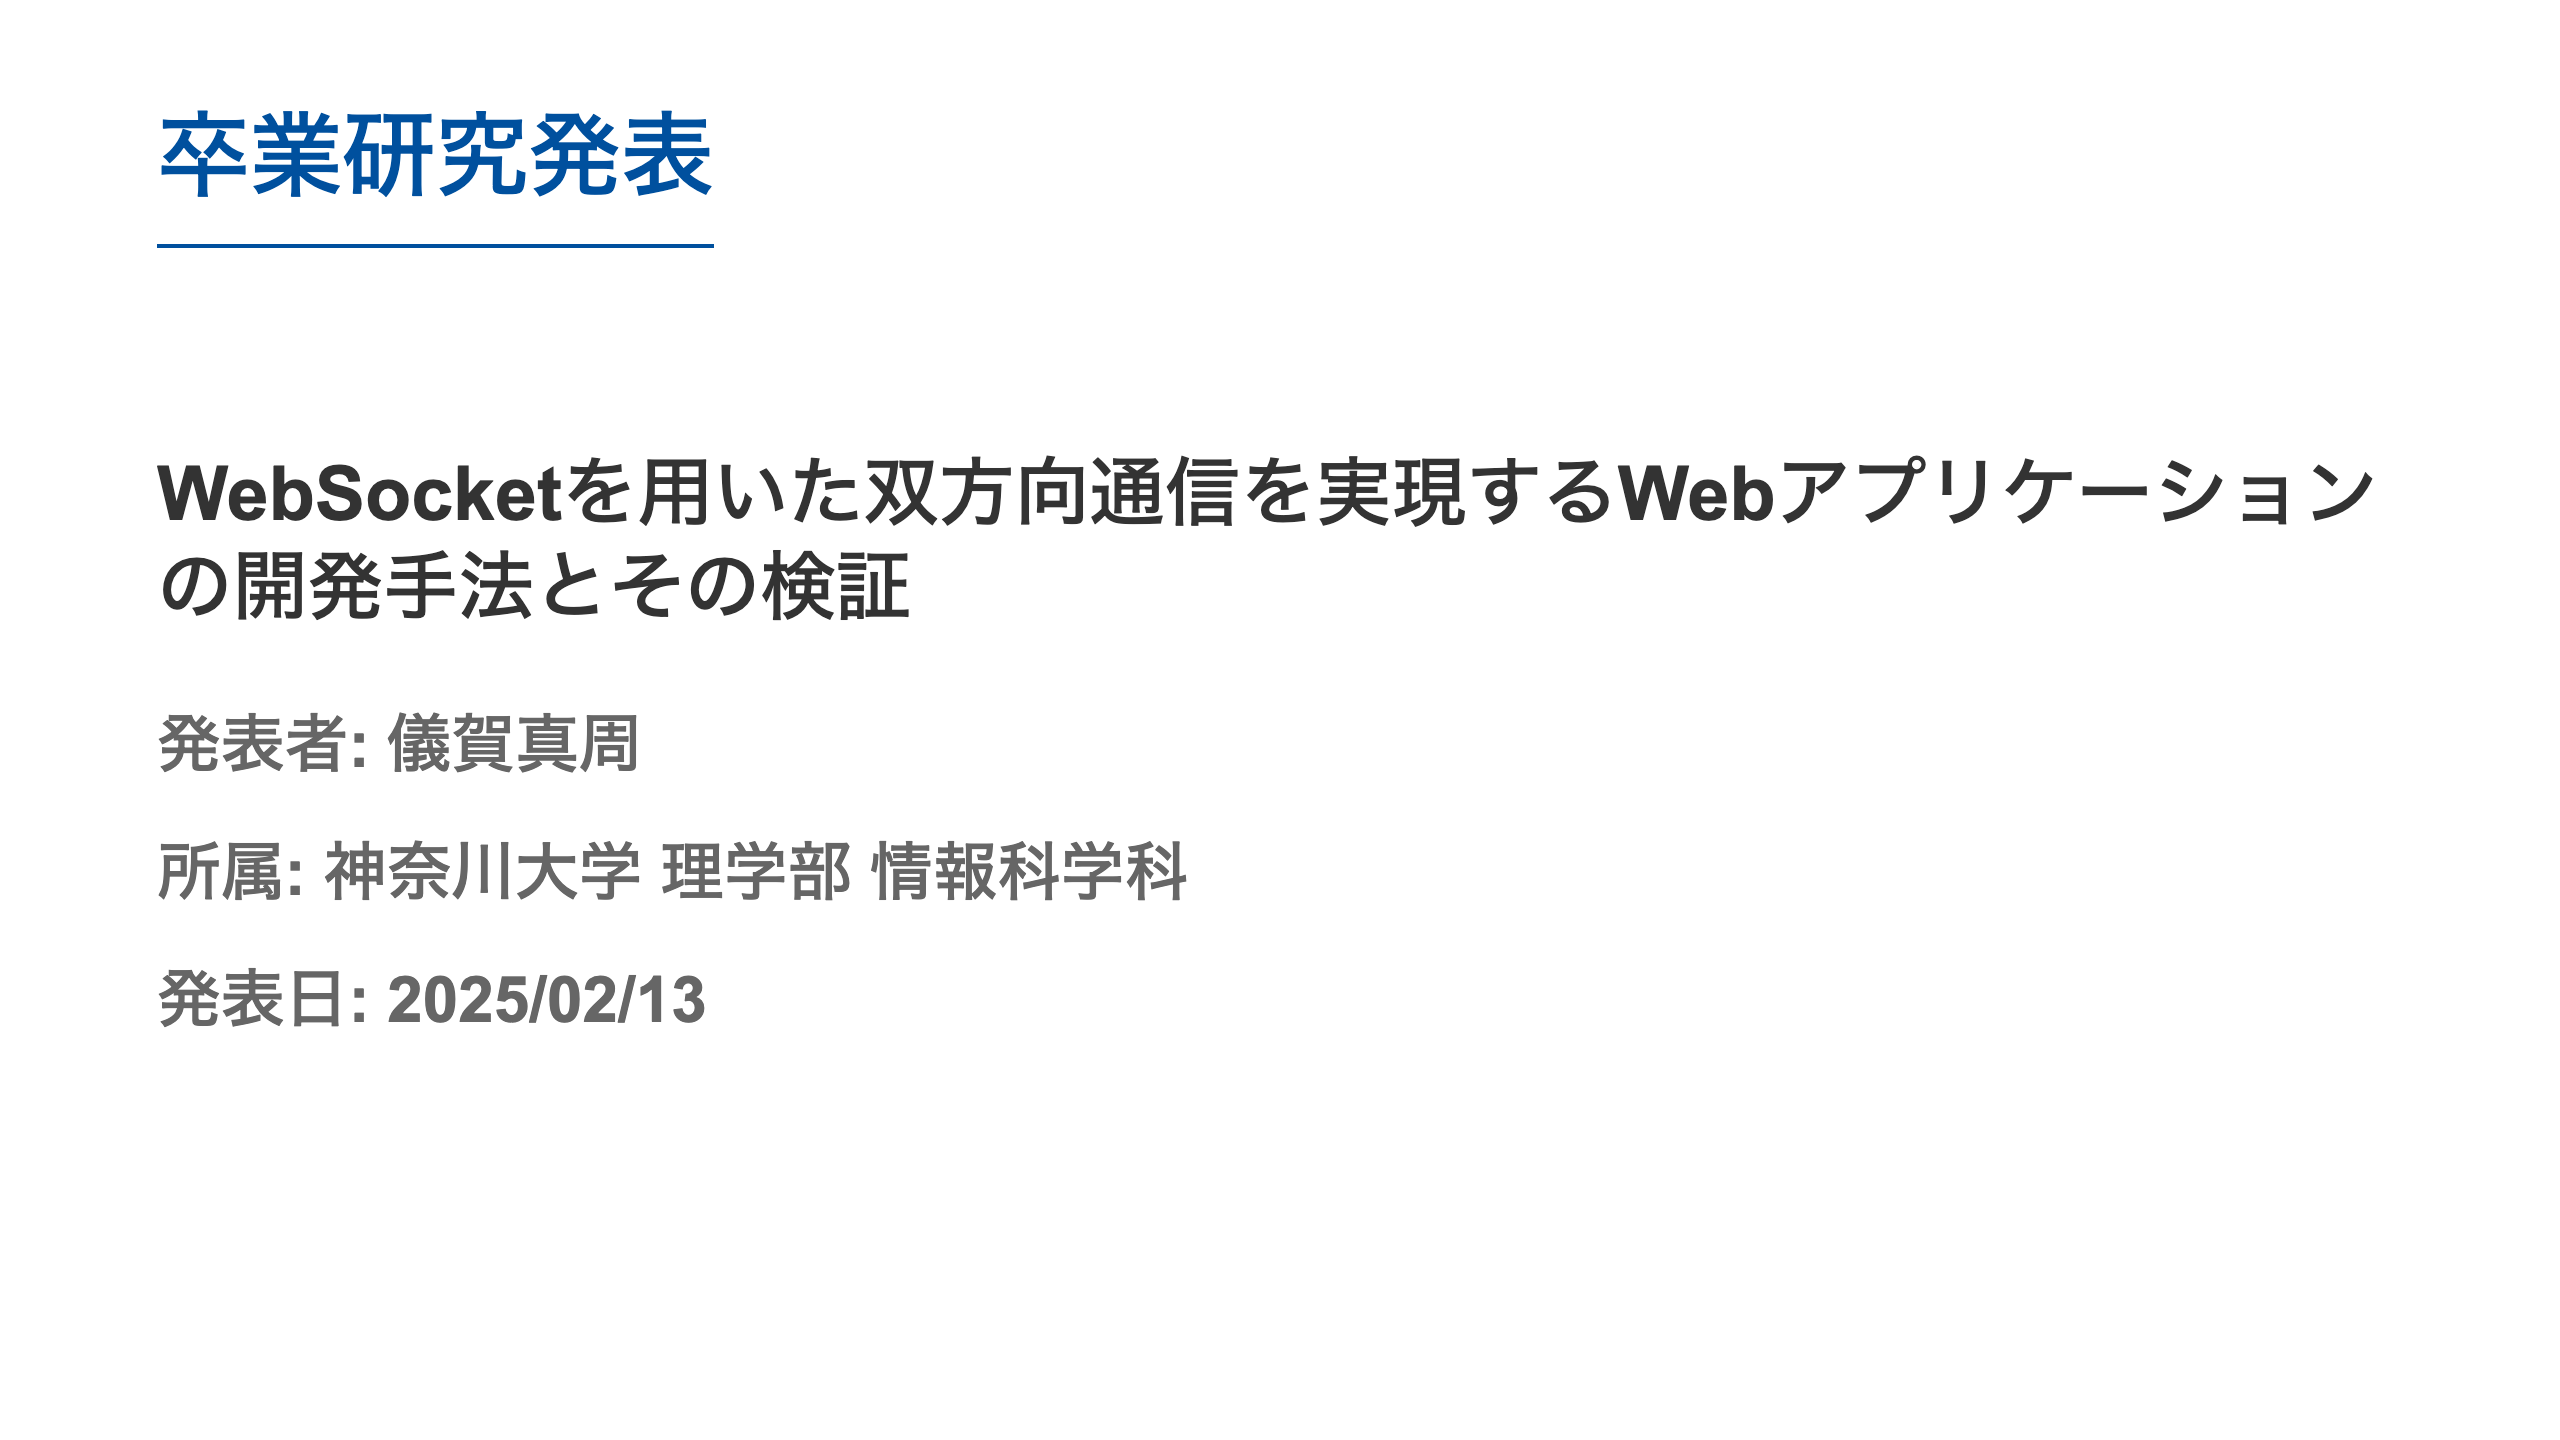 卒業研究発表
WebSocketを用いた双方向通信を実現するWebアプリケーション
の開発手法とその検証
発表者: 儀賀真周
所属: 神奈川大学 理学部 情報科学科
発表日: 2025/02/13